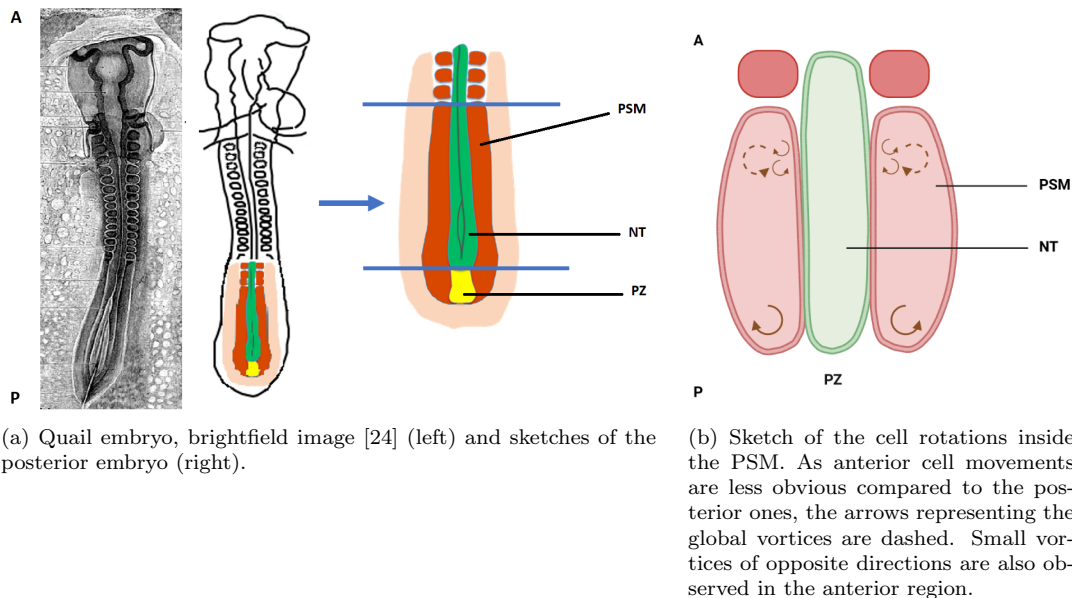 A
P
PSM
NT
PZ
(a) Quail embryo, brightfield image [24] (left) and sketches of the
posterior embryo (right).
A
PSM
NT
PZ
P
(b) Sketch of the cell rotations inside
the PSM. As anterior cell movements
are less obvious compared to the pos-
terior ones, the arrows representing the
global vortices are dashed. Small vor-
tices of opposite directions are also ob-
served in the anterior region.